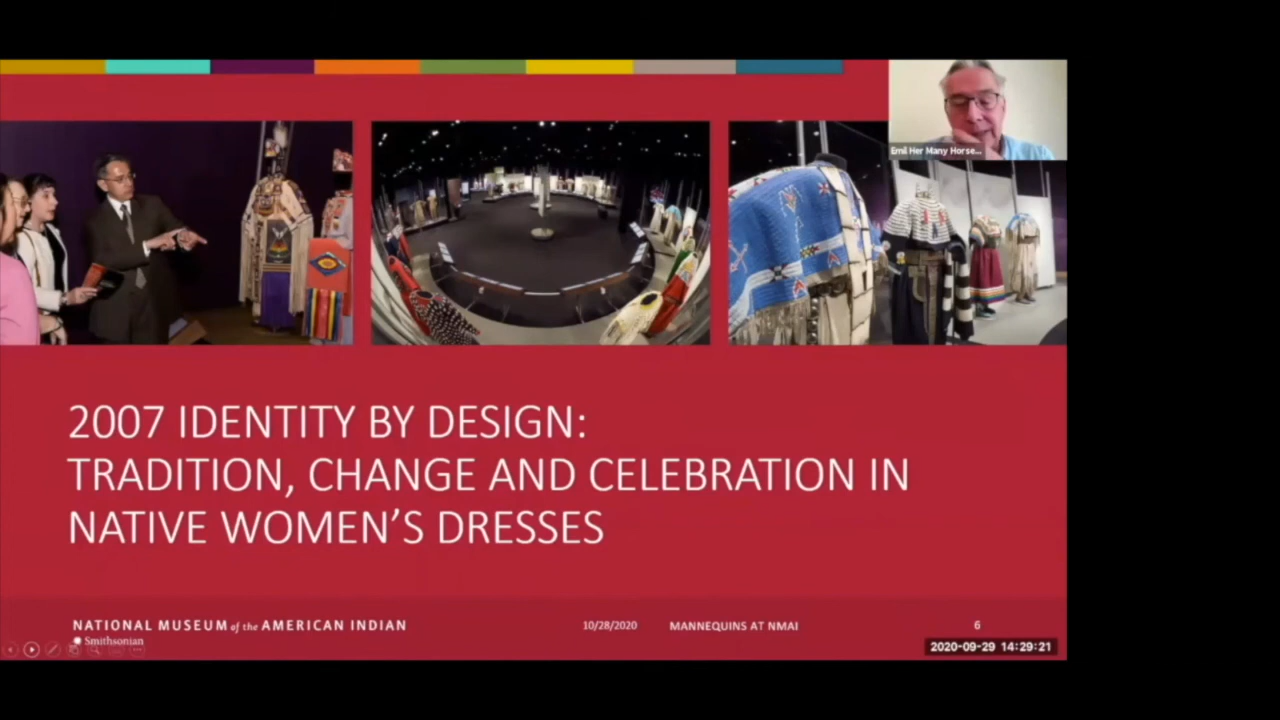 Emil Her Many Horse...
2007 IDENTITY BY DESIGN:
TRADITION, CHANGE AND CELEBRATION IN
NATIVE WOMEN'S DRESSES
NATIONAL MUSEUM of the AMERICAN INDIAN
Smithsonian
10/28/2020
MANNEQUINS AT NMAI
6
2020-09-29 14:29:21